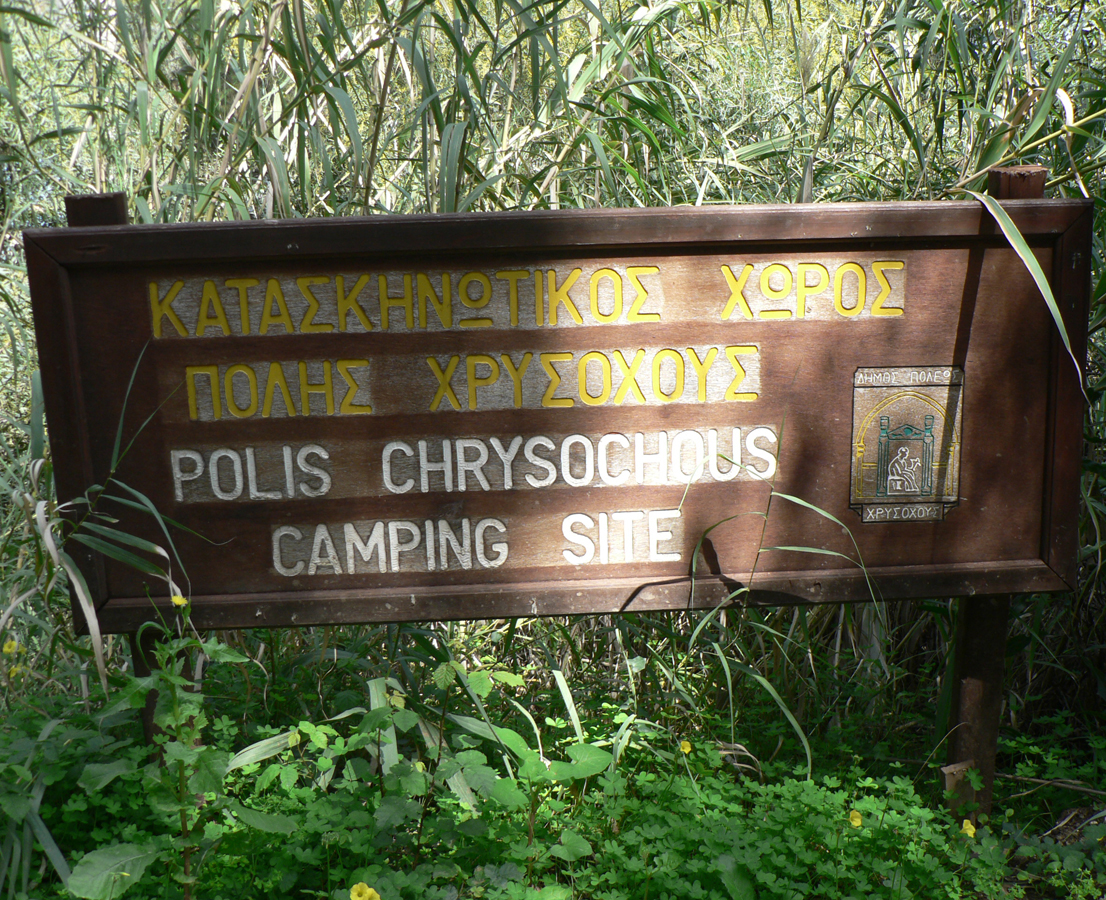 ΚΑΤΑΣΚΗΝΩΤΙΚΟΣ ΧΩΡΟΣ
ΠΟΛΗΣ ΧΡΥΣΟΧΟΥΣ
POLIS CHRYSOCHOUS
CAMPING SITE
ΔΗΜΟΣ ΠΟΛΕΩΣ
ΧΡΥΣΟΧΟΥΣ